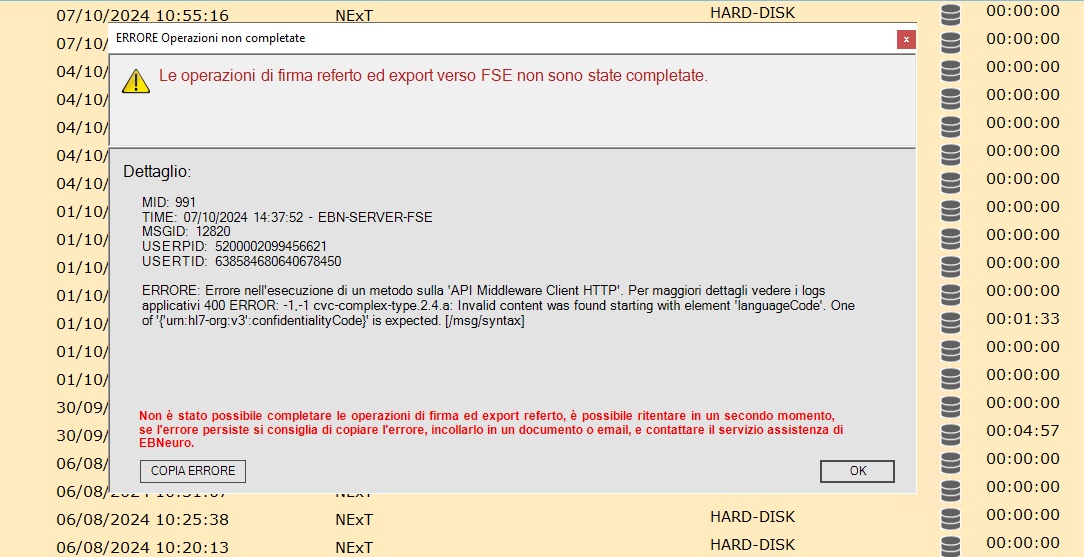 07/10/2024 10:55:16 NExT HARD-DISK 00:00:00
07/10/ 00:00:00
04/10/ 00:00:00
04/10/ 00:00:00
04/10/ 00:00:00
04/10/ 00:00:00
04/10/ 00:00:00
01/10/ 00:00:00
01/10/ 00:00:00
01/10/ 00:00:00
01/10/ 00:00:00
01/10/ 00:01:33
01/10/ 00:00:00
01/10/ 00:00:00
30/09/ 00:00:00
30/09/ 00:04:57
06/08/ 00:00:00
06/08/2024 NExT 00:00:00
06/08/2024 10:25:38 NExT HARD-DISK 00:00:00
06/08/2024 10:20:13 NExT HARD-DISK 00:00:00
ERRORE Operazioni non completate
x
Le operazioni di firma referto ed export verso FSE non sono state completate.
Dettaglio:
MID: 991
TIME: 07/10/2024 14:37:52 - EBN-SERVER-FSE
MSGID: 12820
USERPID: 5200002099456621
USERTID: 638584680640678450
ERRORE: Errore nell'esecuzione di un metodo sulla 'API Middleware Client HTTP'. Per maggiori dettagli vedere i logs
applicativi 400 ERROR: -1,-1 cvc-complex-type.2.4.a: Invalid content was found starting with element 'languageCode'. One
of '{'urn:hl7-org:v3':confidentialityCode}' is expected. [/msg/syntax]
Non è stato possibile completare le operazioni di firma ed export referto, è possibile ritentare in un secondo momento,
se l'errore persiste si consiglia di copiare l'errore, incollarlo in un documento o email, e contattare il servizio assistenza di
EBNeuro.
COPIA ERRORE
OK